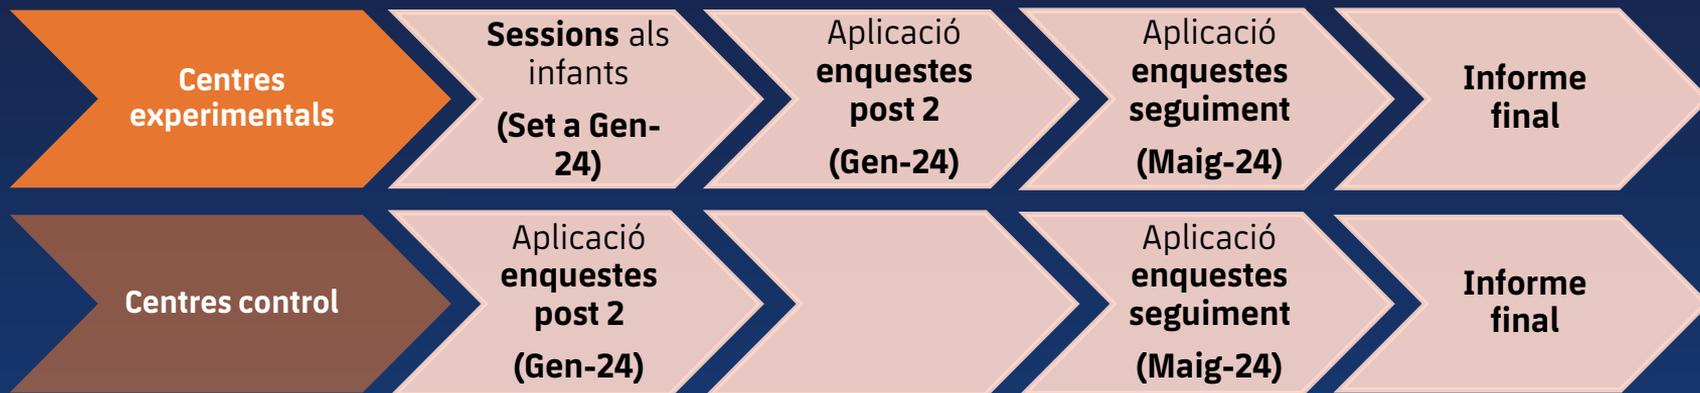 Centres
experimentals
Sessions als
infants
(Set a Gen-
24)
Aplicació
enquestes
post 2
(Gen-24)
Aplicació
enquestes
seguiment
(Maig-24)
Informe
final
Centres control
Aplicació
enquestes
post 2
(Gen-24)
Aplicació
enquestes
seguiment
(Maig-24)
Informe
final